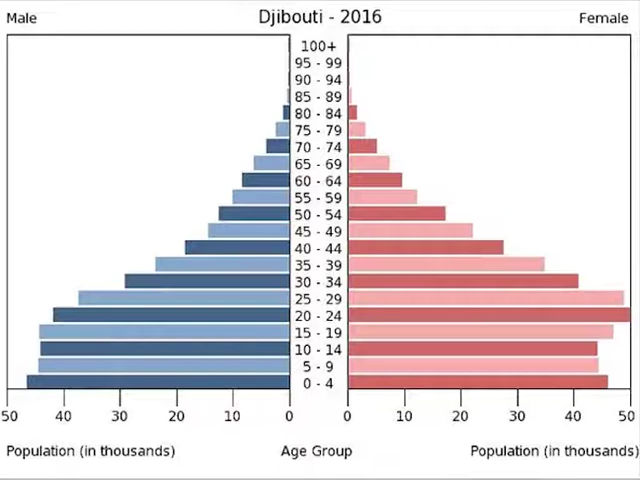 Male Djibouti - 2016 Female
100+
95 - 99
90 - 94
85 - 89
80 - 84
75 - 79
70 - 74
65 - 69
60 - 64
55 - 59
50 - 54
45 - 49
40 - 44
35 - 39
30 - 34
25 - 29
20 - 24
15 - 19
10 - 14
5 - 9
0 - 4
50 40 30 20 10 0 0 10 20 30 40 50
Population (in thousands) Age Group Population (in thousands)